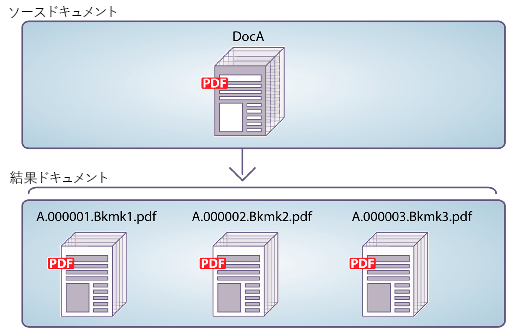 ソースドキュメント
DocA
PDF
結果ドキュメント
A.000001.Bkmk1.pdf A.000002.Bkmk2.pdf A.000003.Bkmk3.pdf
PDF PDF PDF